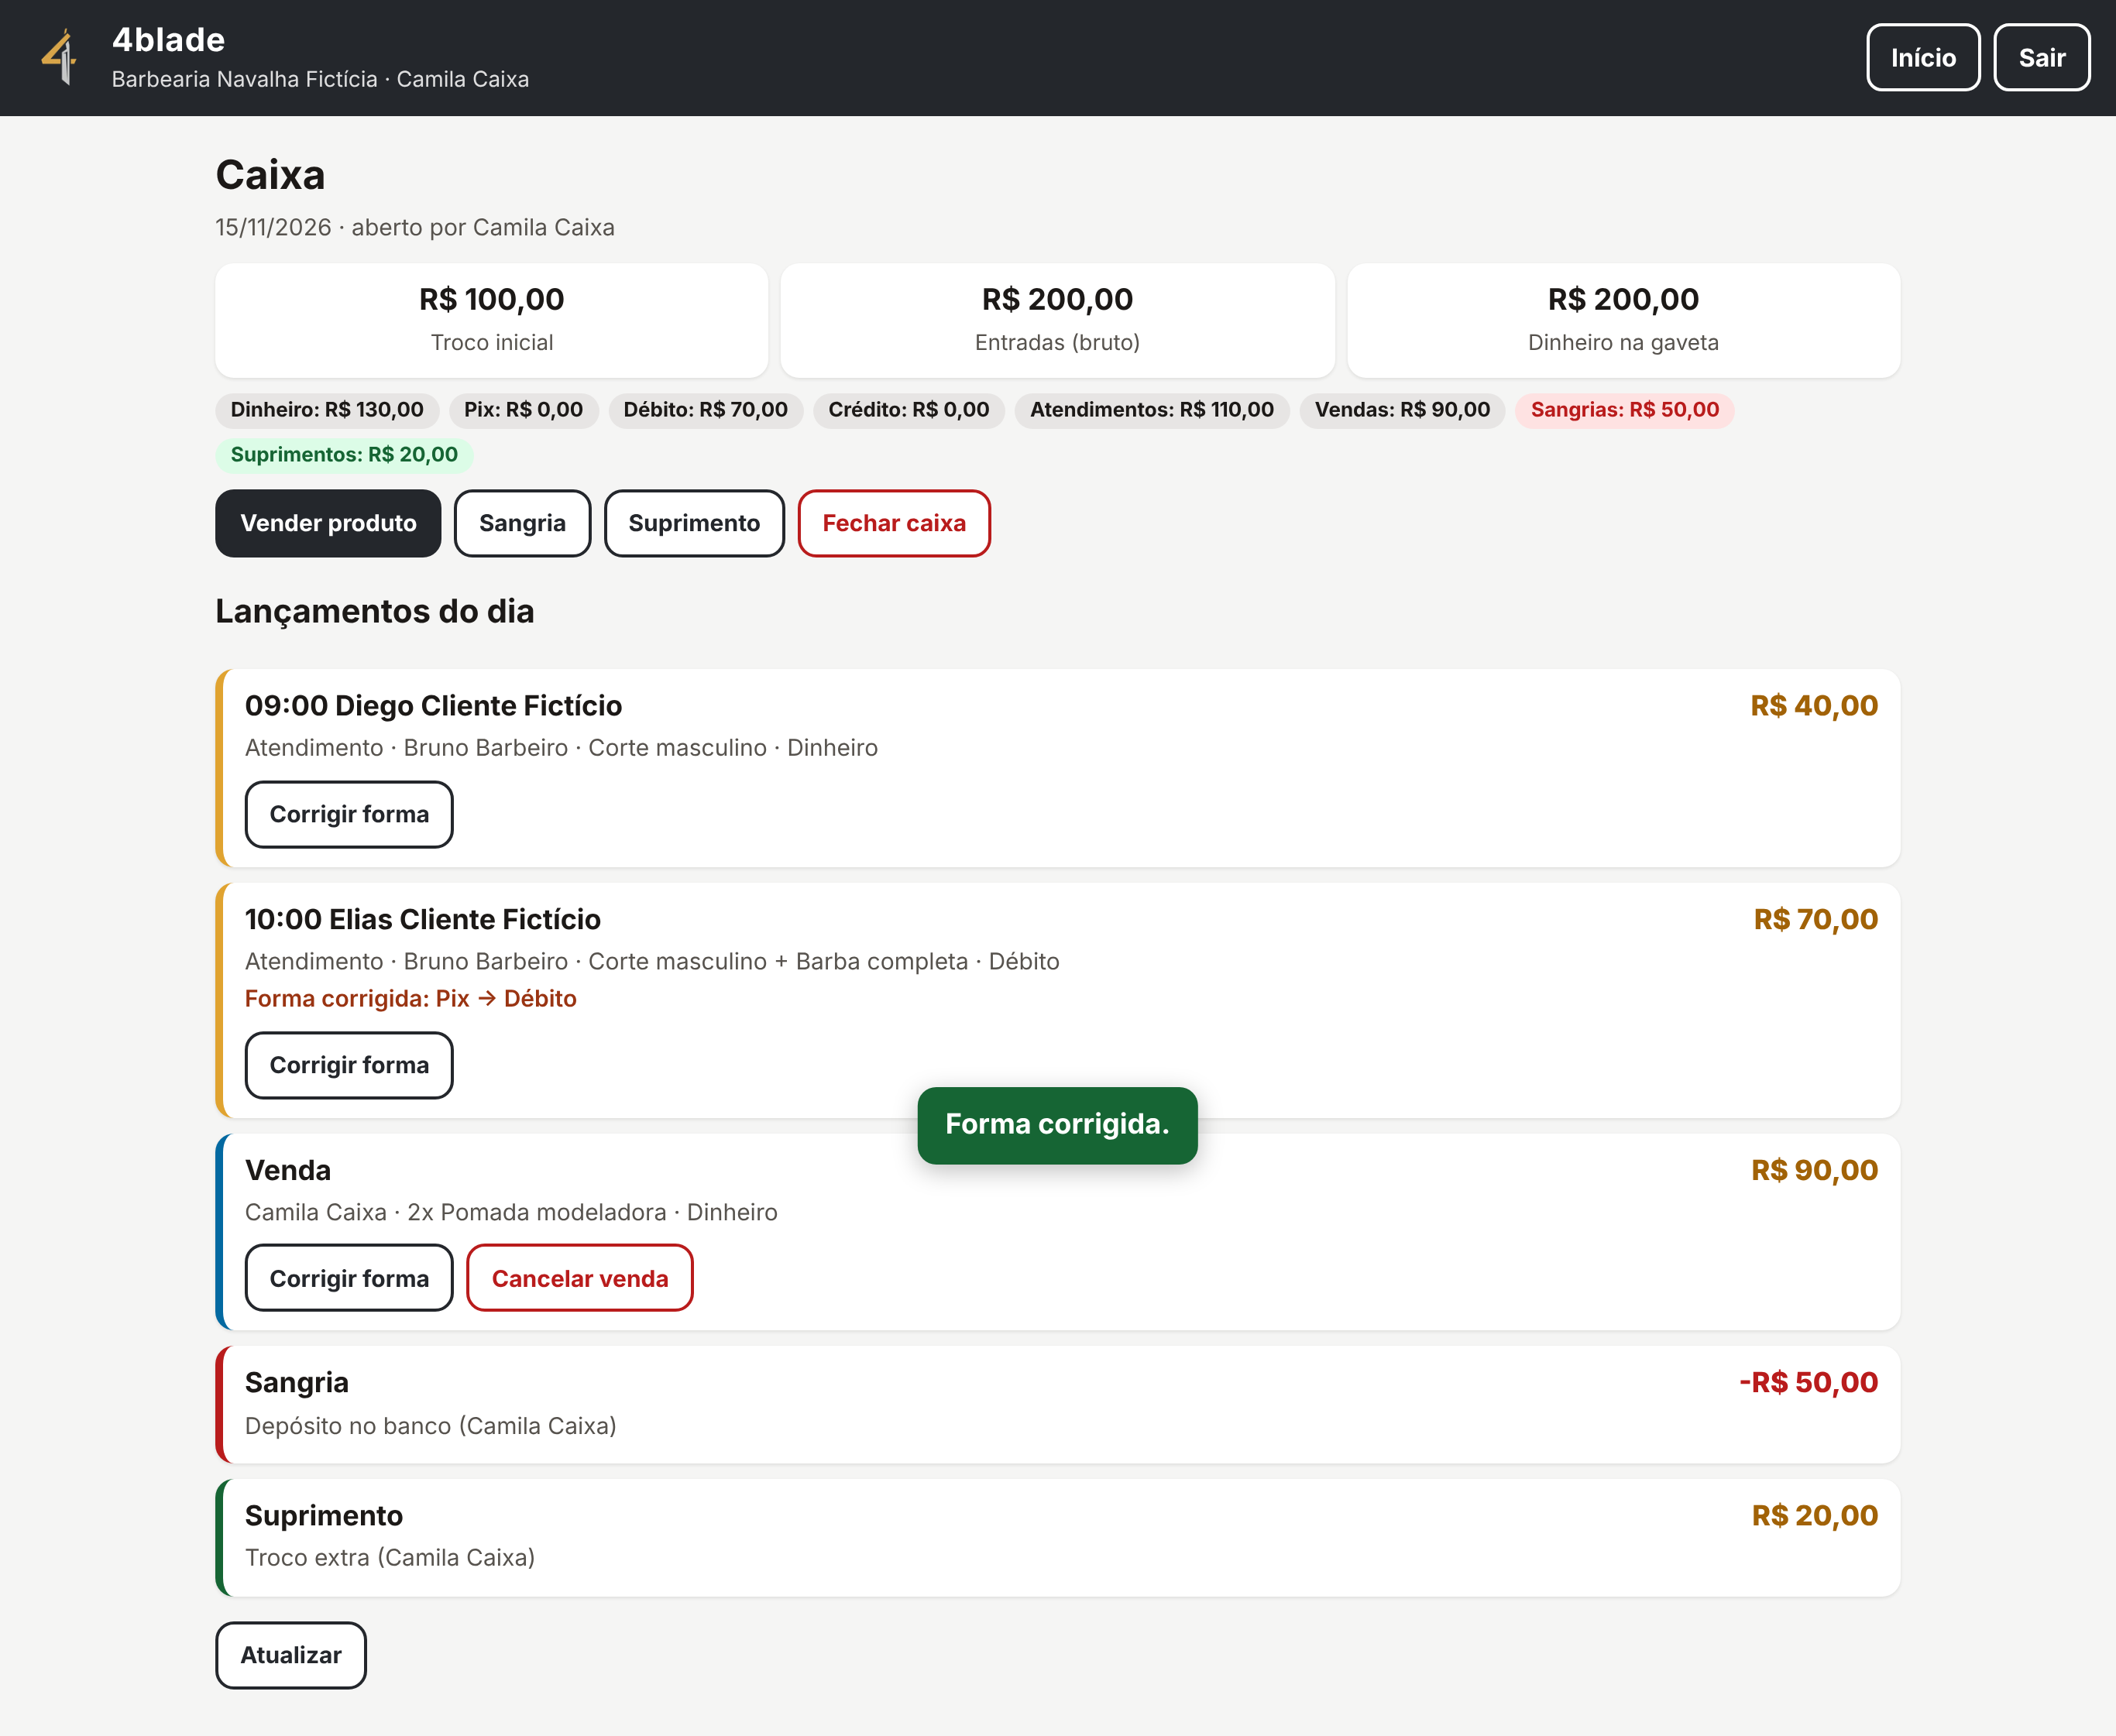 4blade
Barbearia Navalha Fictícia · Camila Caixa
Início
Sair
Caixa
15/11/2026 · aberto por Camila Caixa
R$ 100,00
Troco inicial
R$ 200,00
Entradas (bruto)
R$ 200,00
Dinheiro na gaveta
Dinheiro: R$ 130,00
Pix: R$ 0,00
Débito: R$ 70,00
Crédito: R$ 0,00
Atendimentos: R$ 110,00
Vendas: R$ 90,00
Sangrias: R$ 50,00
Suprimentos: R$ 20,00
Vender produto
Sangria
Suprimento
Fechar caixa
Lançamentos do dia
09:00 Diego Cliente Fictício
R$ 40,00
Atendimento · Bruno Barbeiro · Corte masculino · Dinheiro
Corrigir forma
10:00 Elias Cliente Fictício
R$ 70,00
Atendimento · Bruno Barbeiro · Corte masculino + Barba completa · Débito
Forma corrigida: Pix → Débito
Corrigir forma
Forma corrigida.
Venda
R$ 90,00
Camila Caixa · 2x Pomada modeladora · Dinheiro
Corrigir forma
Cancelar venda
Sangria
-R$ 50,00
Depósito no banco (Camila Caixa)
Suprimento
R$ 20,00
Troco extra (Camila Caixa)
Atualizar